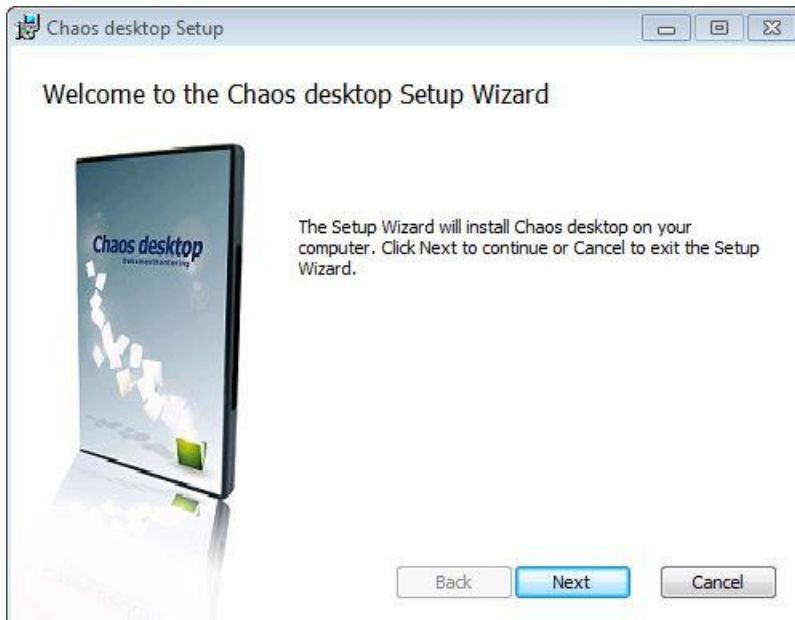 Chaos desktop Setup
Welcome to the Chaos desktop Setup Wizard
Chaos desktop
Dokumenthantering
The Setup Wizard will install Chaos desktop on your
computer. Click Next to continue or Cancel to exit the Setup
Wizard.
Back
Next
Cancel